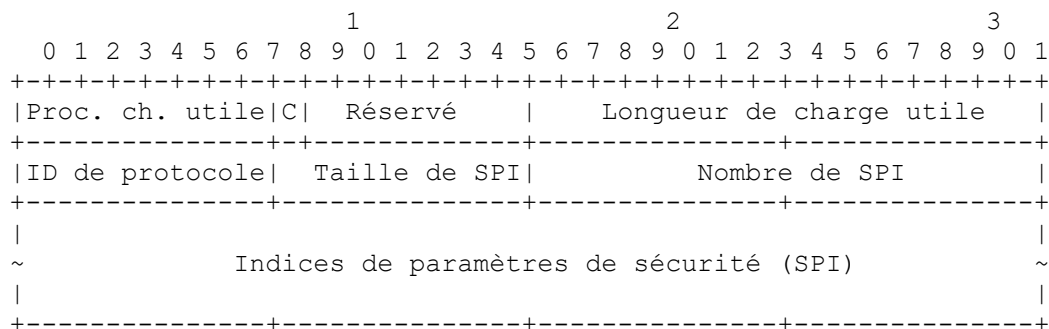 1                   2                   3
 0 1 2 3 4 5 6 7 8 9 0 1 2 3 4 5 6 7 8 9 0 1 2 3 4 5 6 7 8 9 0 1
+-+-+-+-+-+-+-+-+-+-+-+-+-+-+-+-+-+-+-+-+-+-+-+-+-+-+-+-+-+-+-+-+
|Proc. ch. utile|C|  Réservé    |    Longueur de charge utile   |
+---------------+-+-------------+---------------+---------------+
|ID de protocole|  Taille de SPI|          Nombre de SPI        |
+---------------+---------------+---------------+---------------+
|                                                               |
~             Indices de paramètres de sécurité (SPI)           ~
|                                                               |
+---------------+---------------+---------------+---------------+